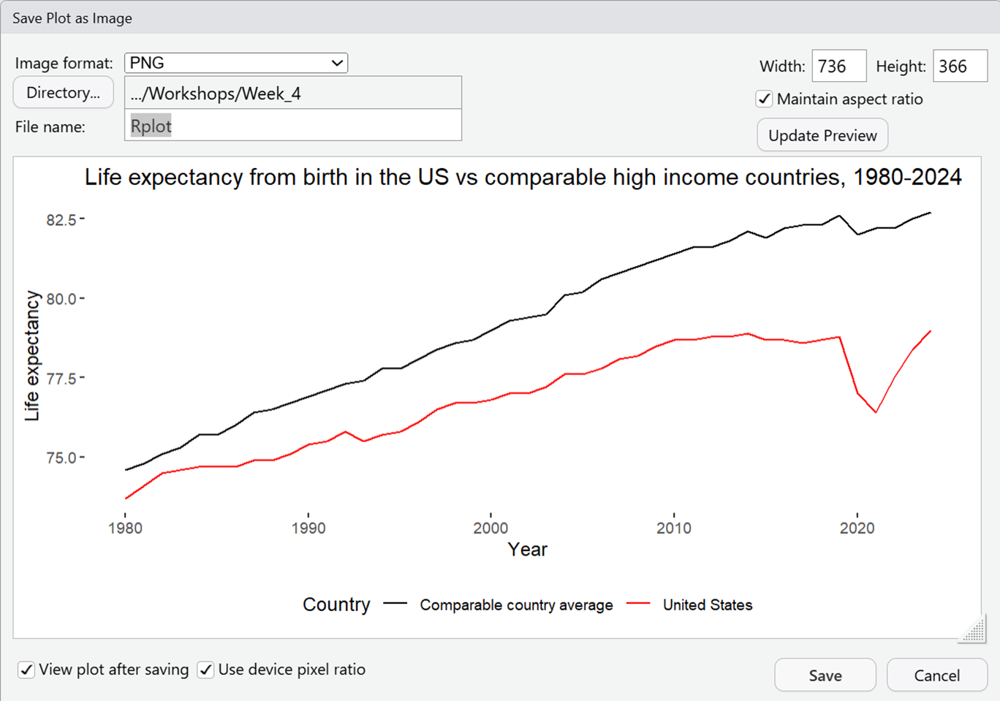 Save Plot as Image
Image format: PNG
Width: 736 Height: 366
Directory... .../Workshops/Week_4
Maintain aspect ratio
File name: Rplot
Update Preview
Life expectancy from birth in the US vs comparable high income countries, 1980-2024
82.5
80.0
77.5
75.0
Life expectancy
1980 1990 2000 2010 2020
Year
Country Comparable country average United States
View plot after saving Use device pixel ratio
Save Cancel